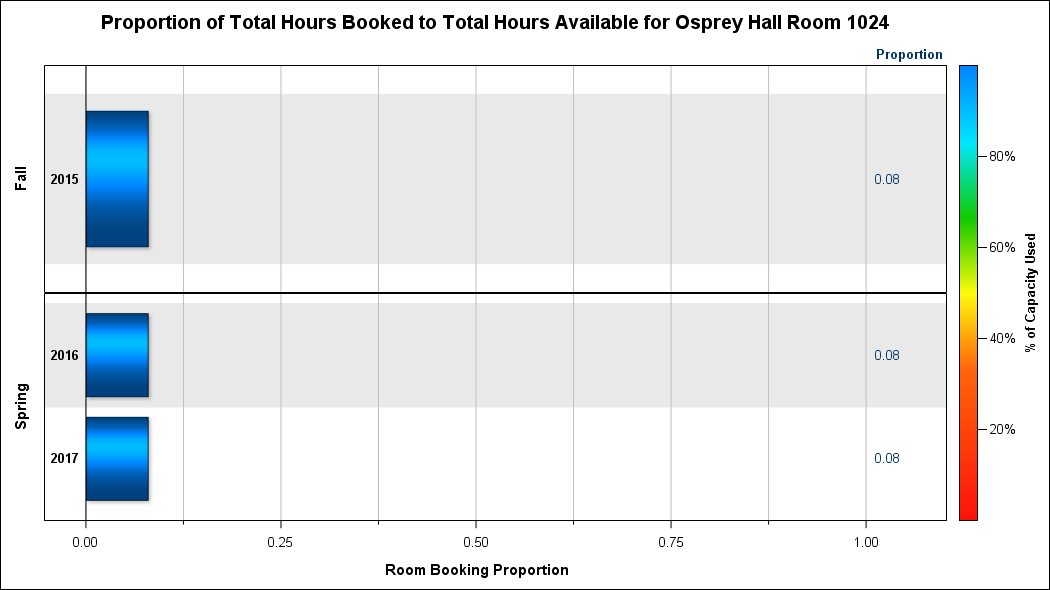 Proportion of Total Hours Booked to Total Hours Available for Osprey Hall Room 1024
Proportion
Fall
2015
0.08
Spring
2016
0.08
2017
0.08
0.00
0.25
0.50
0.75
1.00
Room Booking Proportion
80%
60%
40%
20%
% of Capacity Used